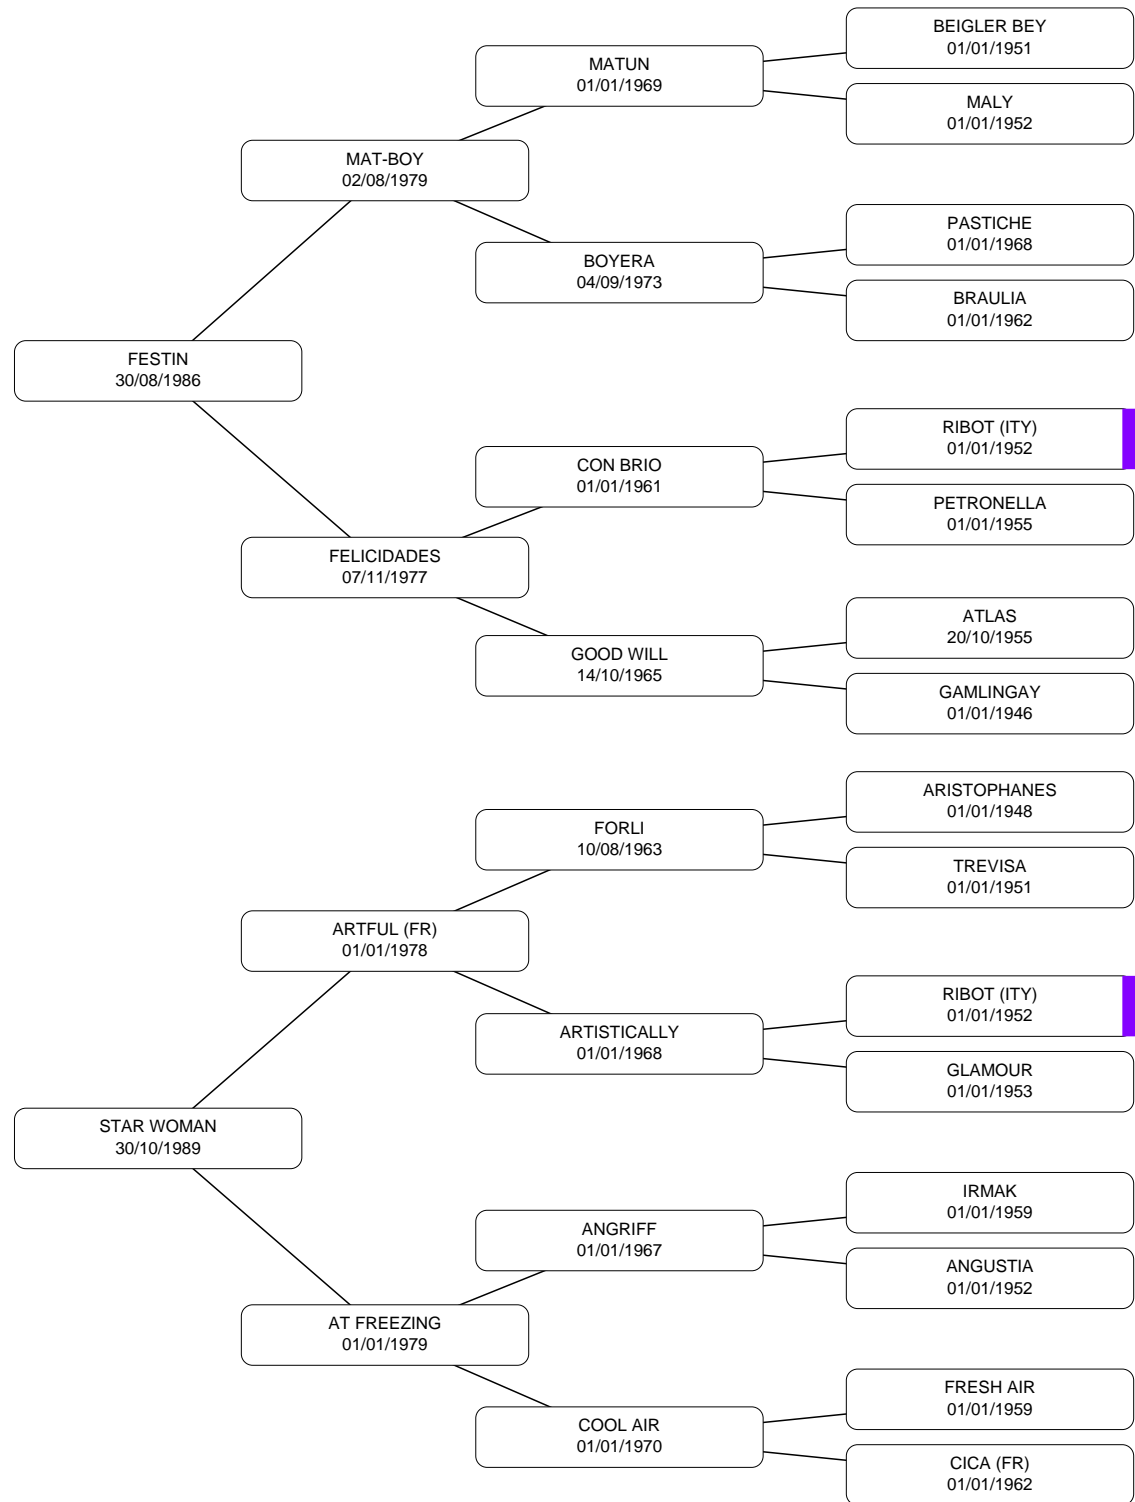 BEIGLER BEY
01/01/1951
MATUN
01/01/1969
MALY
01/01/1952
MAT-BOY
02/08/1979
PASTICHE
01/01/1968
BOYERA
04/09/1973
BRAULIA
01/01/1962
FESTIN
30/08/1986
RIBOT (ITY)
01/01/1952
CON BRIO
01/01/1961
PETRONELLA
01/01/1955
FELICIDADES
07/11/1977
ATLAS
20/10/1955
GOOD WILL
14/10/1965
GAMLINGAY
01/01/1946
ARISTOPHANES
01/01/1948
FORLI
10/08/1963
TREVISA
01/01/1951
ARTFUL (FR)
01/01/1978
RIBOT (ITY)
01/01/1952
ARTISTICALLY
01/01/1968
GLAMOUR
01/01/1953
STAR WOMAN
30/10/1989
IRMAK
01/01/1959
ANGRIFF
01/01/1967
ANGUSTIA
01/01/1952
AT FREEZING
01/01/1979
FRESH AIR
01/01/1959
COOL AIR
01/01/1970
CICA (FR)
01/01/1962